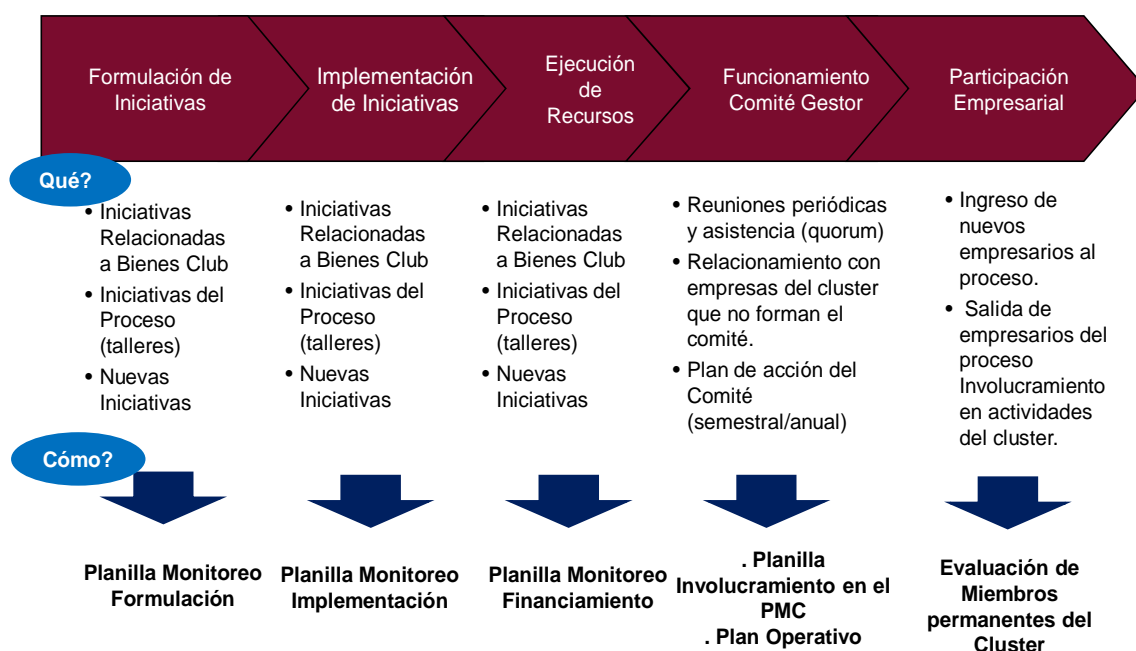 Formulación de
Iniciativas
Implementación
de Iniciativas
Ejecución
de
Recursos
Funcionamiento
Comité Gestor
Participación
Empresarial
Qué?
• Iniciativas
Relacionadas
a Bienes Club
• Iniciativas del
Proceso
(talleres)
• Nuevas
Iniciativas
• Iniciativas
Relacionadas
a Bienes Club
• Iniciativas del
Proceso
(talleres)
• Nuevas
Iniciativas
• Iniciativas
Relacionadas
a Bienes Club
• Iniciativas del
Proceso
(talleres)
• Nuevas
Iniciativas
• Reuniones periódicas
y asistencia (quorum)
• Relacionamiento con
empresas del cluster
que no forman el
comité.
• Plan de acción del
Comité
(semestral/anual)
• Ingreso de
nuevos
empresarios al
proceso.
• Salida de
empresarios del
proceso
Involucramiento
en actividades
del cluster.
Cómo?
Planilla Monitoreo
Formulación
Planilla Monitoreo
Implementación
Planilla Monitoreo
Financiamiento
. Planilla
Involucramiento en el
PMC
. Plan Operativo
Evaluación de
Miembros
permanentes del
Cluster